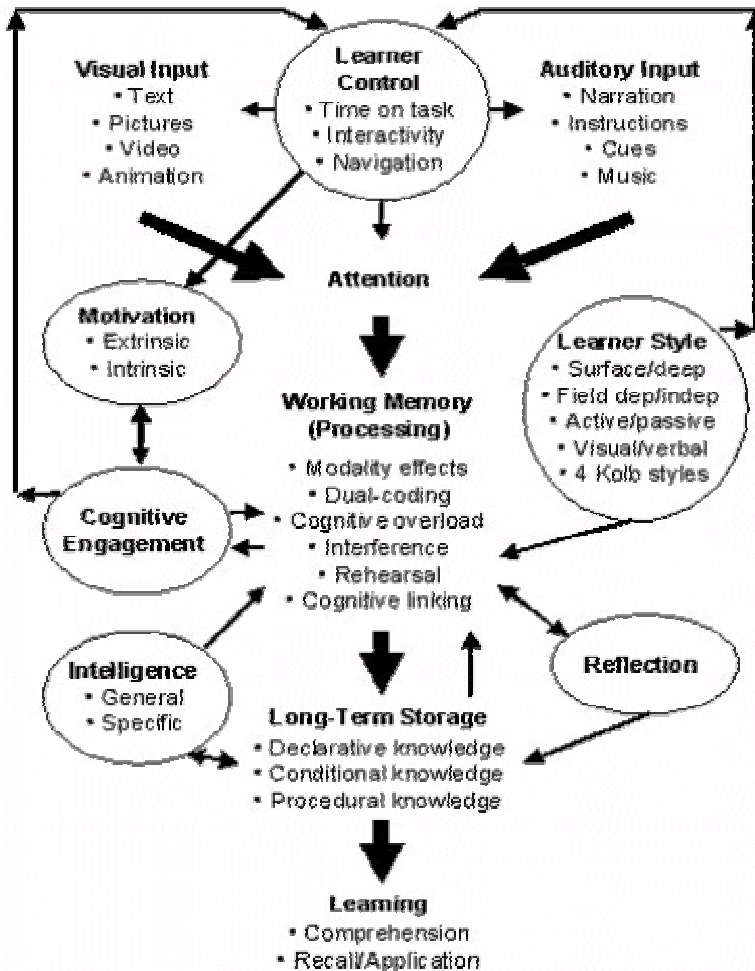 Learner
Control
• Time on task
• Interactivity
• Navigation
Visual Input
• Text
• Pictures
• Video
• Animation
Auditory Input
• Narration
• Instructions
• Cues
• Music
Attention
Motivation
• Extrinsic
• Intrinsic
Learner Style
• Surface/deep
• Field dep/indep
• Active/passive
• Visual/verbal
• 4 Kolb styles
Working Memory
(Processing)
• Modality effects
• Dual-coding
• Cognitive overload
• Interference
• Rehearsal
• Cognitive linking
Cognitive
Engagement
Intelligence
• General
• Specific
Reflection
Long-Term Storage
• Declarative knowledge
• Conditional knowledge
• Procedural knowledge
Learning
• Comprehension
• Recall/Application